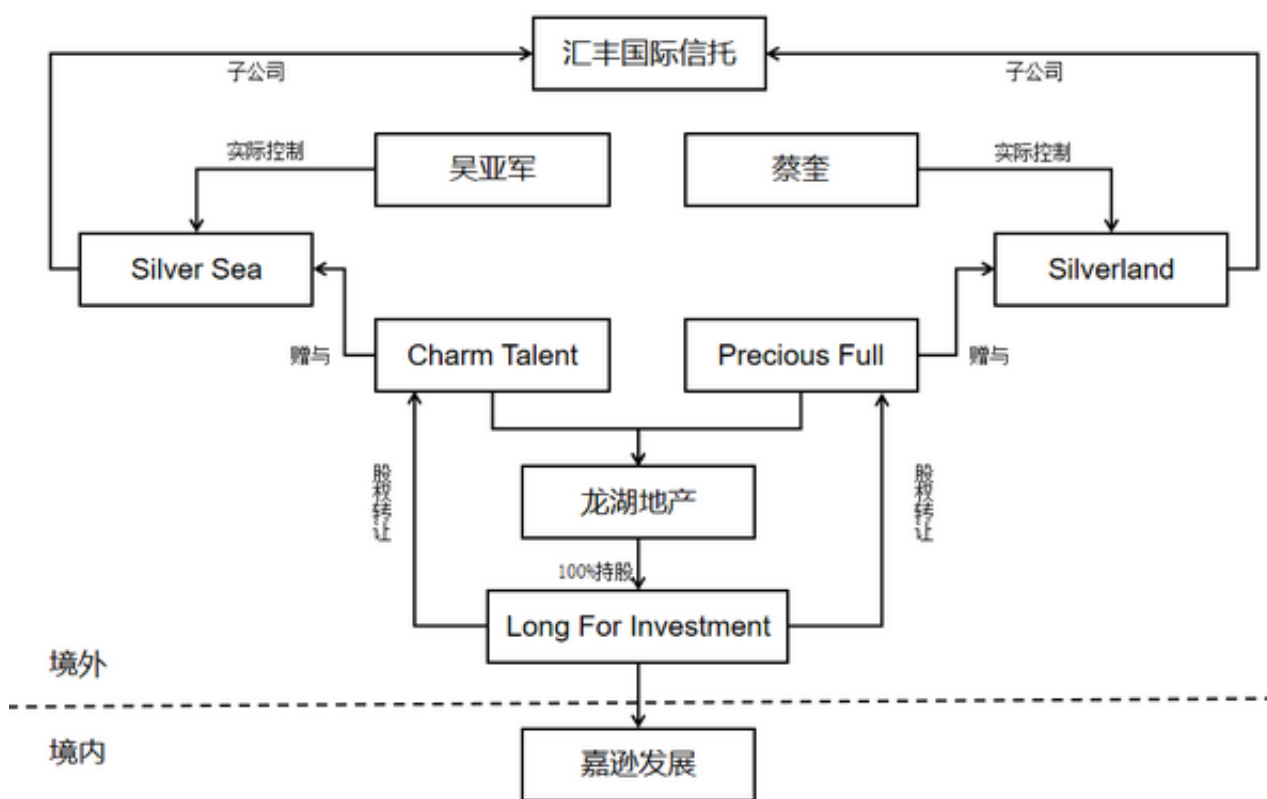 汇丰国际信托
子公司
子公司
实际控制
吴亚军
蔡奎
实际控制
Silver Sea
Silverland
赠与
Charm Talent
Precious Full
赠与
股权转让
龙湖地产
股权转让
100%持股
Long For Investment
境外
境内
嘉逊发展